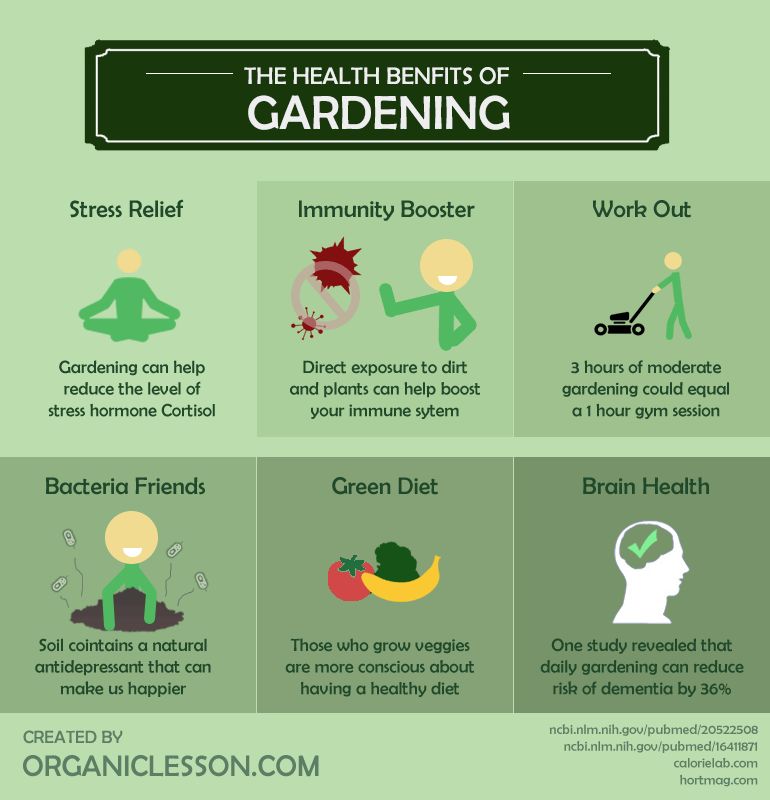 THE HEALTH BENFITS OF
GARDENING
Stress Relief
Gardening can help
reduce the level of
stress hormone Cortisol
Immunity Booster
Direct exposure to dirt
and plants can help boost
your immune sytem
Work Out
3 hours of moderate
gardening could equal
a 1 hour gym session
Bacteria Friends
Soil cointains a natural
antidepressant that can
make us happier
Green Diet
Those who grow veggies
are more conscious about
having a healthy diet
Brain Health
One study revealed that
daily gardening can reduce
risk of dementia by 36%
CREATED BY
ORGANICLESSON.COM
ncbi.nlm.nih.gov/pubmed/20522508
ncbi.nlm.nih.gov/pubmed/16411871
calorielab.com
hortmag.com